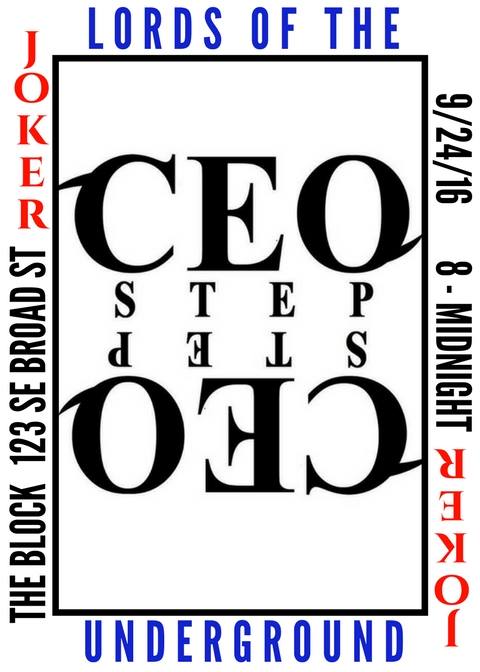 LORDS OF THE
JOKER
THE BLOCK 123 SE BROAD ST
CEO
STEP
STEP
CEO
9/24/16 8 - MIDNIGHT
JOKER
UNDERGROUND